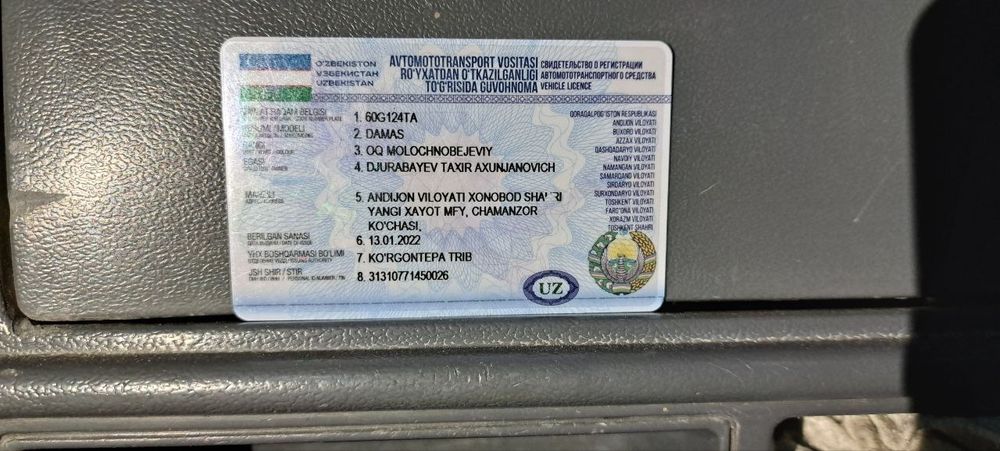 O'ZBEKISTON
ЎЗБЕКИСТАН
UZBEKISTAN
AVTOMOTOTRANSPORT VOSITASI
RO'YXATDAN O'TKAZILGANLIGI
TO'G'RISIDA GUVOHNOMA
СВИДЕТЕЛЬСТВО О РЕГИСТРАЦИИ
АВТОМОТОТРАНСПОРТНОГО СРЕДСТВА
VEHICLE LICENCE
1. 60G124TA
2. DAMAS
3. OQ MOLOCHNOBEJEVIY
EGASI
4. DJURABAYEV TAXIR AXUNJANOVICH
5. ANDIJON VILOYATI XONOBOD
YANGI XAYOT MFY, CHAMANZOR
KO'CHASI,
BERILGAN SANASI
6. 13.01.2022
YHX BOSHQARMASI BO'LIMI
7. KO'RGONTEPA TRIB
JSH SHIR / STIR
8. 31310771450026
QORAQALPOG'ISTON RESPUBLIKASI
ANDIJON VILOYATI
BUXORO VILOYATI
JIZZAX VILOYATI
QASHQADARYO VILOYATI
NAVOIY VILOYATI
NAMANGAN VILOYATI
SAMARQAND VILOYATI
SIRDARYO VILOYATI
SURXONDARYO VILOYATI
TOSHKENT VILOYATI
FARG'ONA VILOYATI
XORAZM VILOYATI
TOSHKENT SHAHRI
UZ